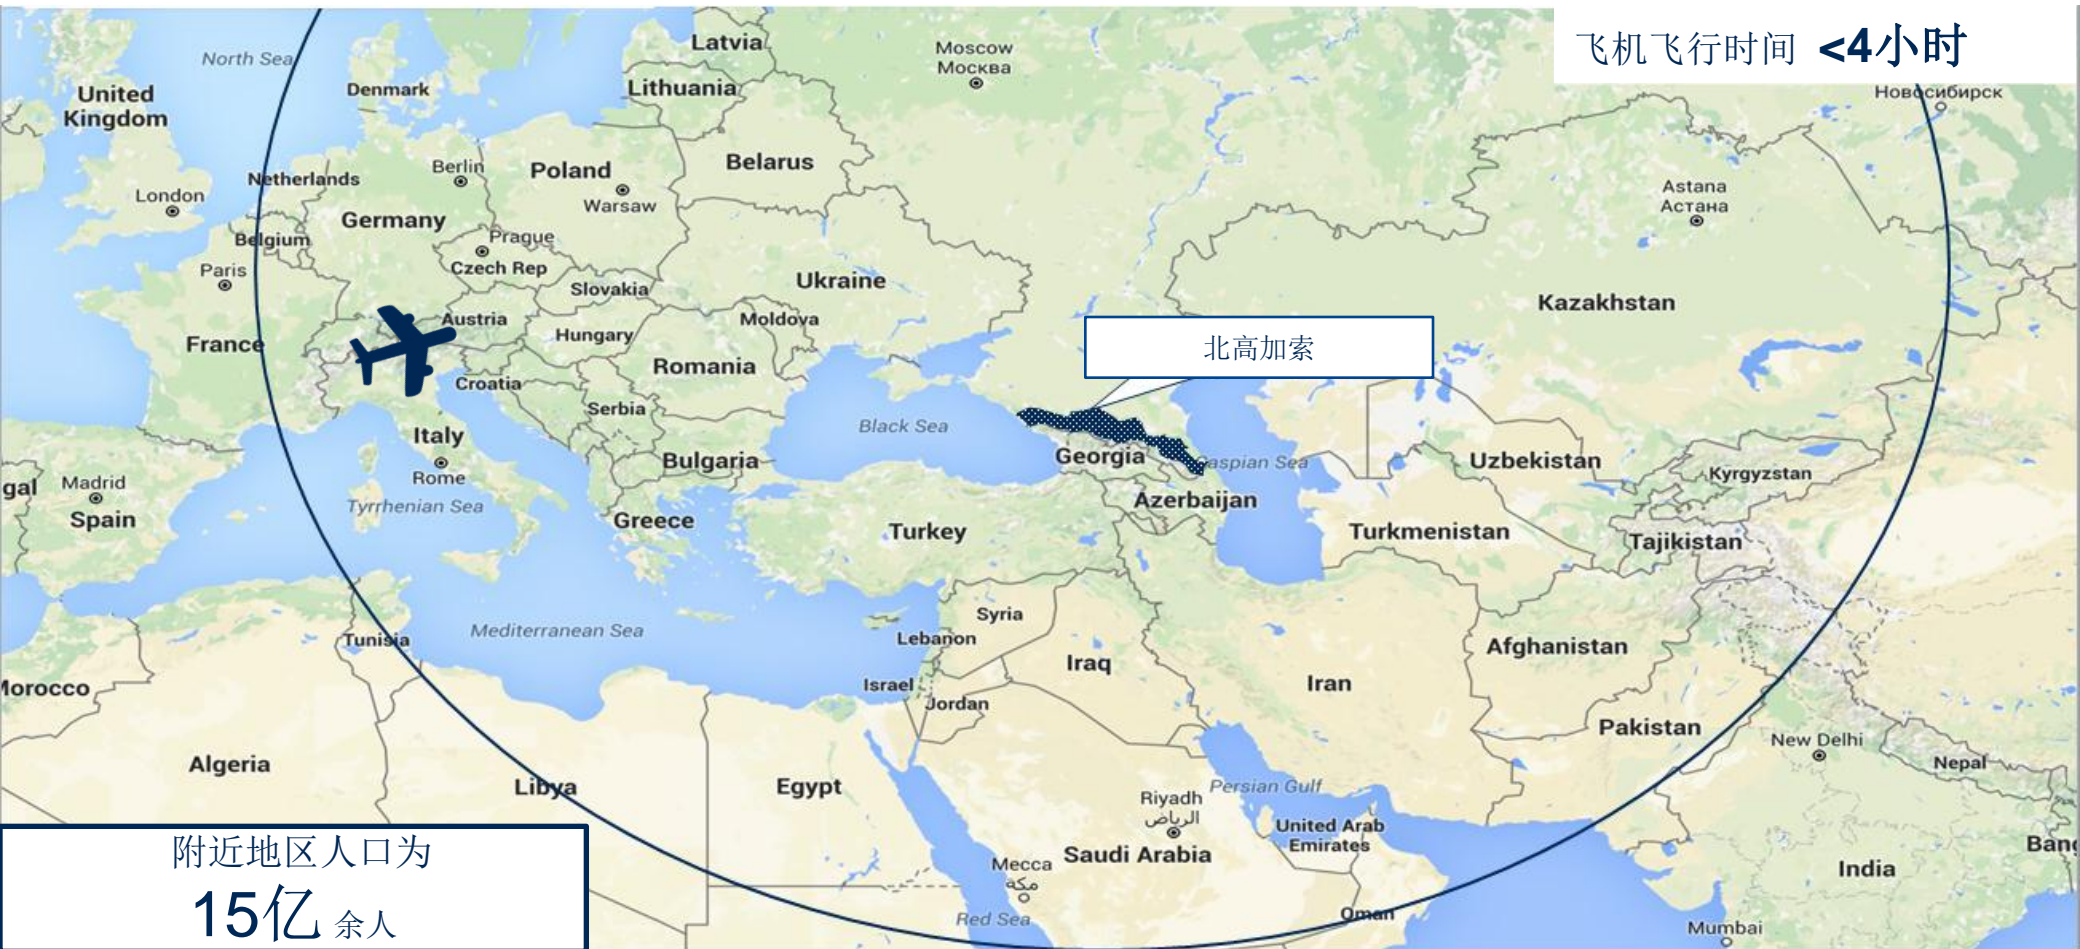 飞机飞行时间 <4小时
North Sea
Latvia
Moscow
Москва
United
Kingdom
Denmark
Lithuania
Новосибирск
Netherlands
Berlin
Poland
Belarus
London
Warsaw
Astana
Астана
Germany
Belgium
Prague
Paris
Czech Rep
Slovakia
Ukraine
Kazakhstan
Austria
Hungary
Moldova
France
Romania
北高加索
Croatia
Serbia
Black Sea
Italy
Rome
Bulgaria
Georgia
Caspian Sea
Uzbekistan
Kyrgyzstan
gal
Madrid
Spain
Tyrrhenian Sea
Greece
Turkey
Azerbaijan
Turkmenistan
Tajikistan
Syria
Tunisia
Mediterranean Sea
Lebanon
Iraq
Afghanistan
Morocco
Israel
Jordan
Iran
Pakistan
New Delhi
Nepal
Algeria
Libya
Egypt
Persian Gulf
Riyadh
الرياض
United Arab
Emirates
Saudi Arabia
Mecca
مكة
Bang
India
Red Sea
Oman
Mumbai
附近地区人口为
15亿 余人